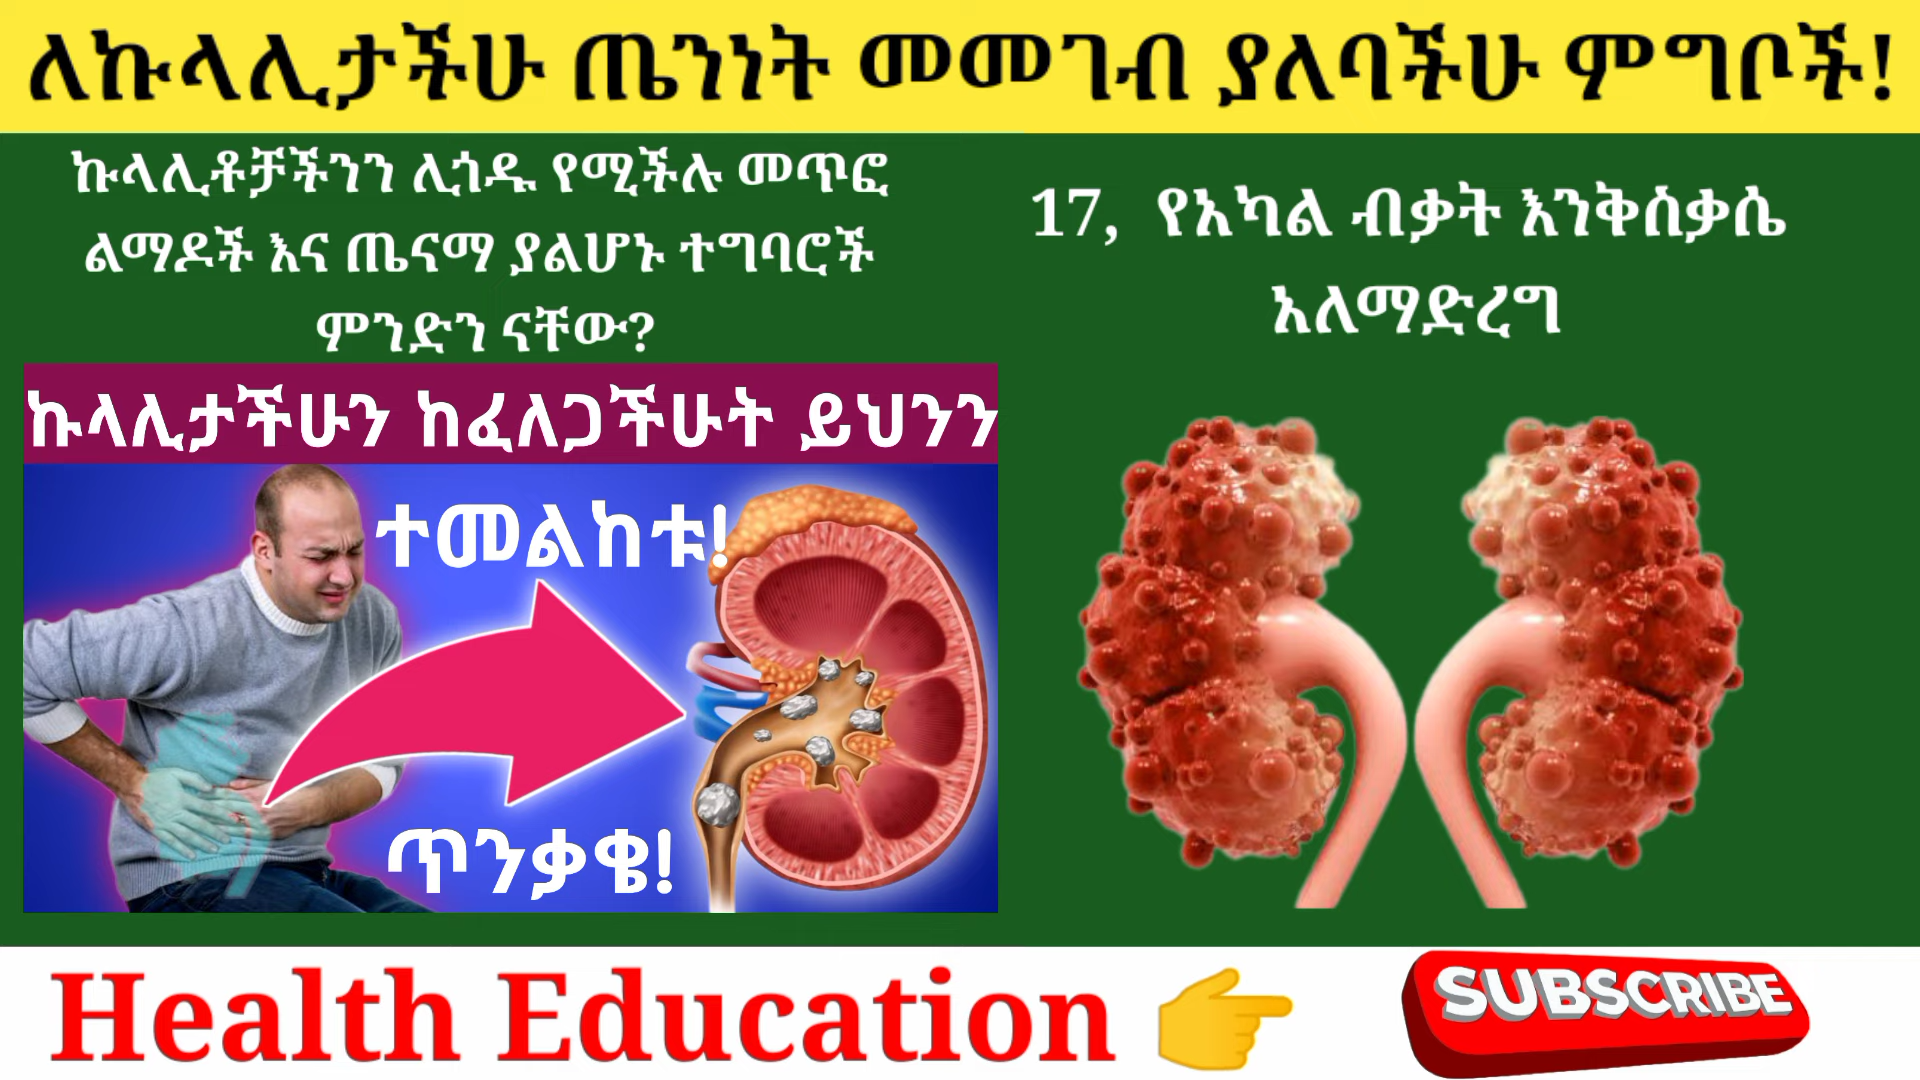 ለኩላሊታችሁ ጤንነት መመገብ ያለባችሁ ምግቦች!
ኩላሊቶቻችንን ሊጎዱ የሚችሉ መጥፎ
ልማዶች እና ጤናማ ያልሆኑ ተግባሮች
ምንድን ናቸው?
17, የአካል ብቃት እንቅስቃሴ
አለማድረግ
ኩላሊታችሁን ከፈለጋችሁት ይህንን
ተመልከቱ!
ጥንቃቄ!
Health Education
SUBSCRIBE